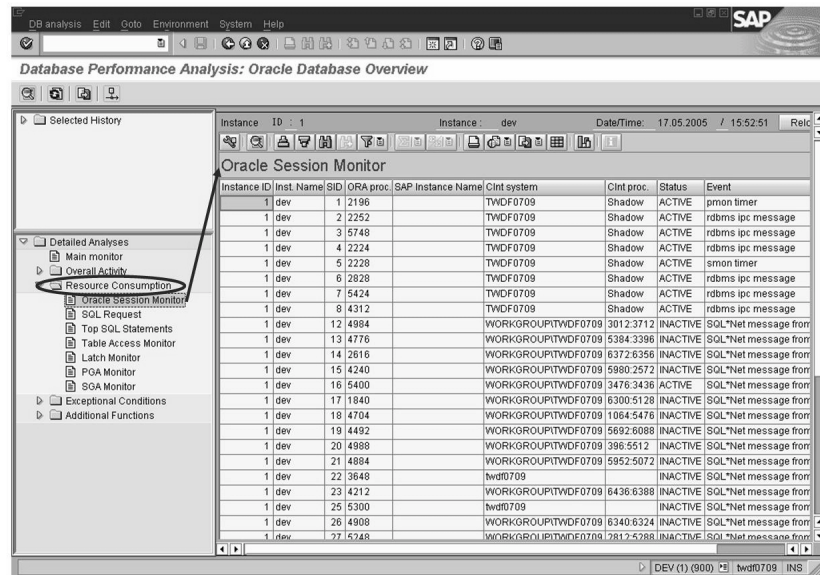 DB analysis Edit Goto Environment System Help
SAP
Database Performance Analysis: Oracle Database Overview
Selected History
Detailed Analyses
Main monitor
Overall Activity
Resource Consumption
Oracle Session Monitor
SQL Request
Top SQL Statements
Table Access Monitor
Latch Monitor
PGA Monitor
SGA Monitor
Exceptional Conditions
Additional Functions
Instance ID : 1 Instance : dev Date/Time: 17.05.2005 / 15:52:51 Relo
Oracle Session Monitor
Instance ID Inst. Name SID ORA proc. SAP Instance Name Clnt system Clnt proc. Status Event
1 dev 1 2196 TWDF0709 Shadow ACTIVE pmon timer
1 dev 2 2252 TWDF0709 Shadow ACTIVE rdbms ipc message
1 dev 3 5748 TWDF0709 Shadow ACTIVE rdbms ipc message
1 dev 4 2224 TWDF0709 Shadow ACTIVE rdbms ipc message
1 dev 5 2228 TWDF0709 Shadow ACTIVE smon timer
1 dev 6 2828 TWDF0709 Shadow ACTIVE rdbms ipc message
1 dev 7 5424 TWDF0709 Shadow ACTIVE rdbms ipc message
1 dev 8 4312 TWDF0709 Shadow ACTIVE rdbms ipc message
1 dev 12 4984 WORKGROUP\TWDF0709 3012:3712 INACTIVE SQL*Net message from
1 dev 13 4776 WORKGROUP\TWDF0709 5384:3396 INACTIVE SQL*Net message from
1 dev 14 2616 WORKGROUP\TWDF0709 6372:6356 INACTIVE SQL*Net message from
1 dev 15 4240 WORKGROUP\TWDF0709 5980:2572 INACTIVE SQL*Net message from
1 dev 16 5400 WORKGROUP\TWDF0709 3476:3436 ACTIVE SQL*Net message from
1 dev 17 1840 WORKGROUP\TWDF0709 6300:5128 INACTIVE SQL*Net message from
1 dev 18 4704 WORKGROUP\TWDF0709 1064:5476 INACTIVE SQL*Net message from
1 dev 19 4492 WORKGROUP\TWDF0709 5692:6088 INACTIVE SQL*Net message from
1 dev 20 4988 WORKGROUP\TWDF0709 396:5512 INACTIVE SQL*Net message from
1 dev 21 4884 WORKGROUP\TWDF0709 5952:5072 INACTIVE SQL*Net message from
1 dev 22 3648 twdf0709 INACTIVE SQL*Net message from
1 dev 23 4212 WORKGROUP\TWDF0709 6436:6388 INACTIVE SQL*Net message from
1 dev 25 5300 twdf0709 INACTIVE SQL*Net message from
1 dev 26 4908 WORKGROUP\TWDF0709 6340:6324 INACTIVE SQL*Net message from
1 dev 27 5248 WORKGROUP\TWDF0709 2812:5288 INACTIVE SQL*Net message from
DEV (1) (900) twdf0709 INS